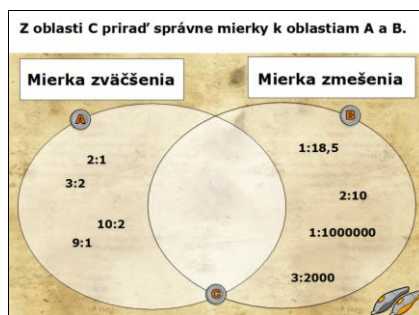 Z oblasti C priraď správne mierky k oblastiam A a B.
Mierka zväčšenia
Mierka zmešenia
A
B
1:18,5
2:1
3:2
2:10
10:2
1:1000000
9:1
3:2000
C